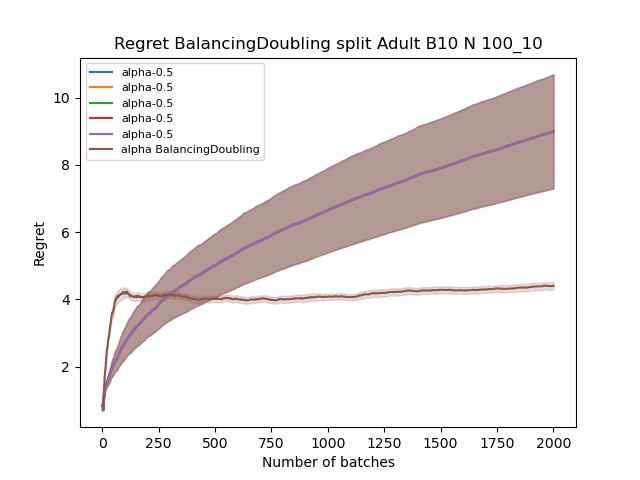 Regret BalancingDoubling split Adult B10 N 100_10
alpha-0.5
alpha-0.5
alpha-0.5
alpha-0.5
alpha-0.5
alpha BalancingDoubling
10
8
6
4
2
Regret
0 250 500 750 1000 1250 1500 1750 2000
Number of batches